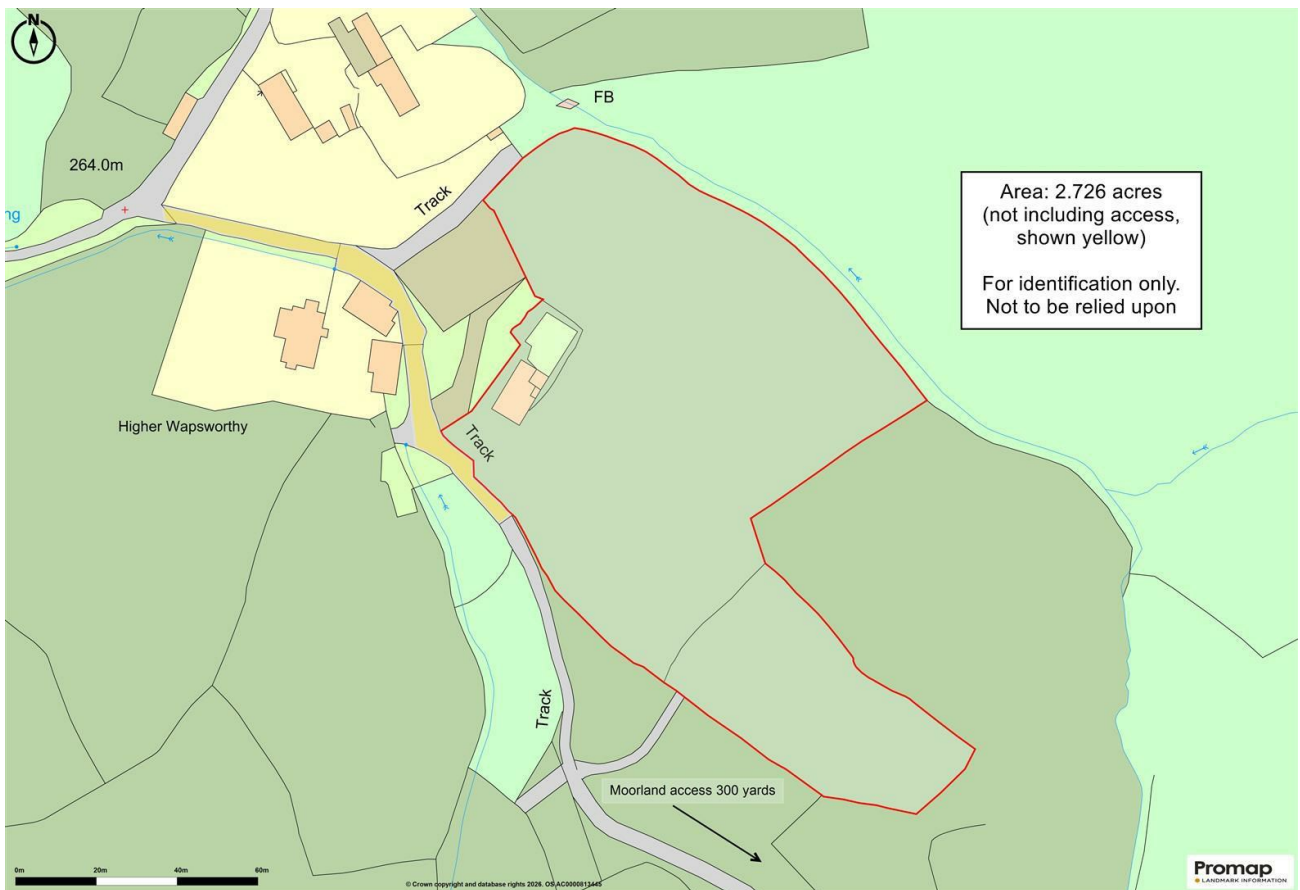 N
FB
264.0m
Track
ng
Area: 2.726 acres
(not including access,
shown yellow)
For identification only.
Not to be relied upon
Higher Wapsworthy
Track
Track
Moorland access 300 yards
0m 20m 40m 60m
© Crown copyright and database rights 2026. OS AC0000813445
Promap
LANDMARK INFORMATION